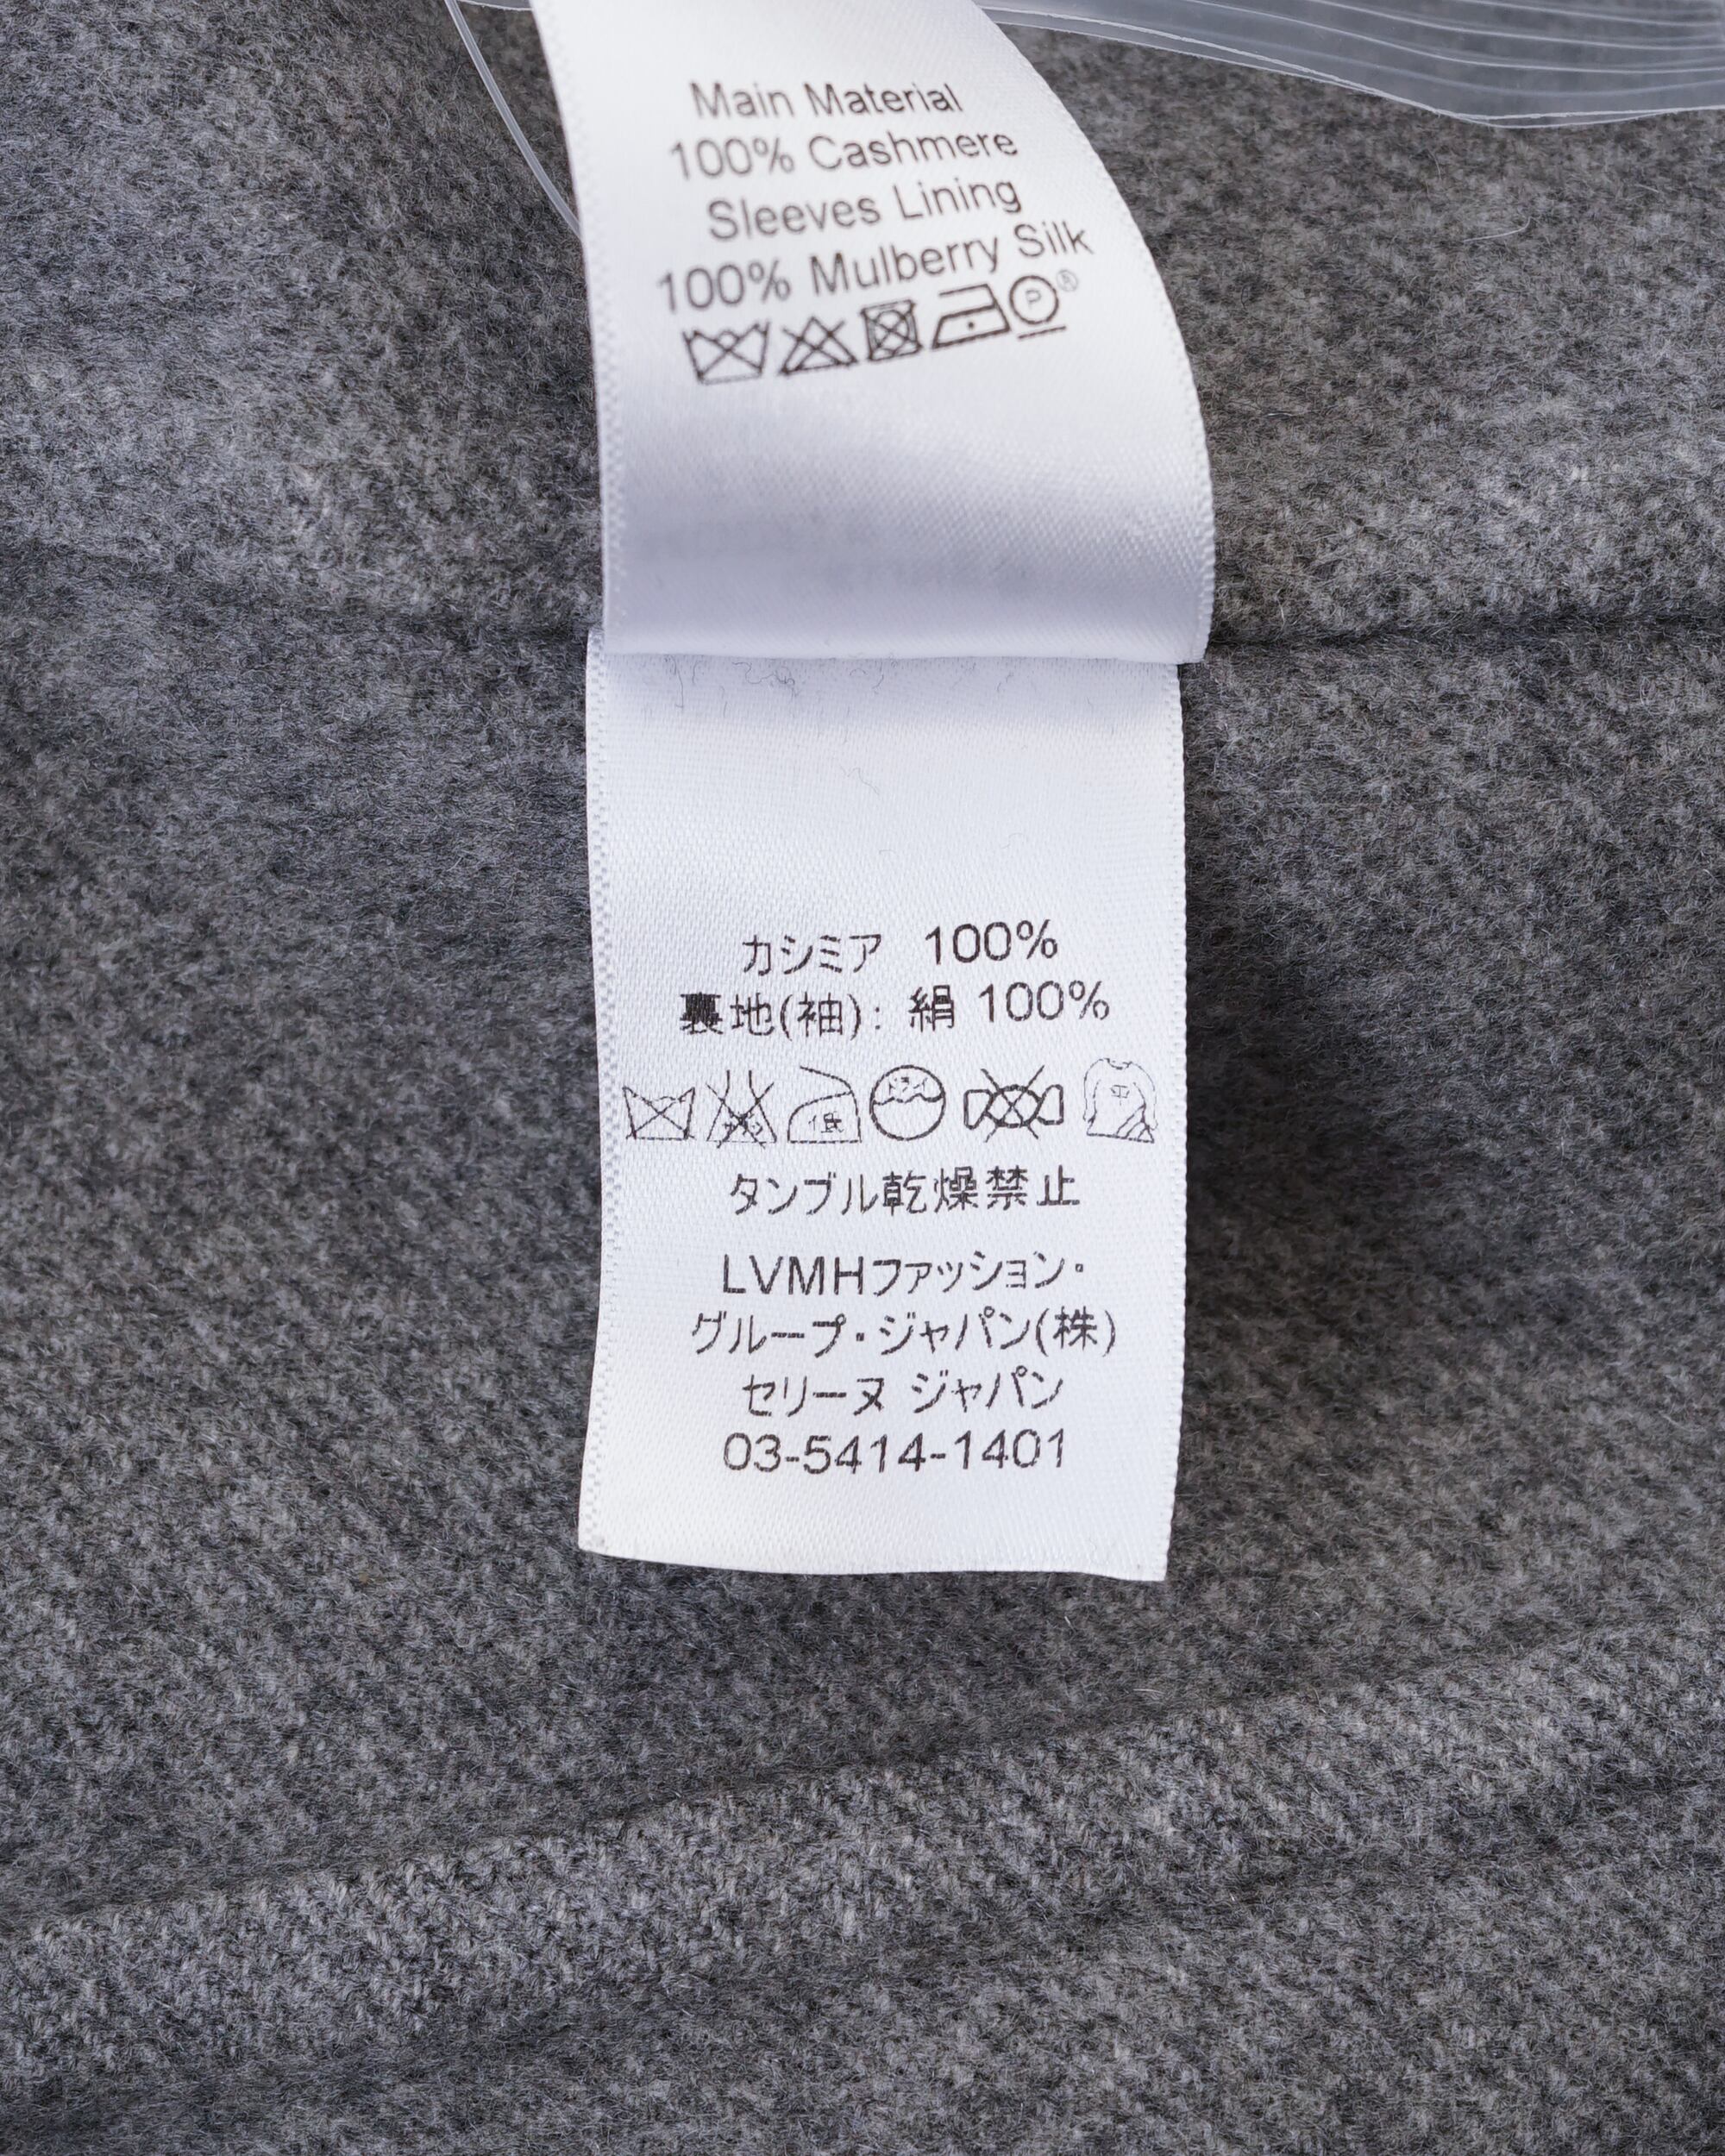 Main Material
100% Cashmere
Sleeves Lining
100% Mulberry Silk
P ®
カシミア 100%
裏地(袖): 絹 100%
タンブル乾燥禁止
LVMHファッション・
グループ・ジャパン(株)
セリーヌ ジャパン
03-5414-1401